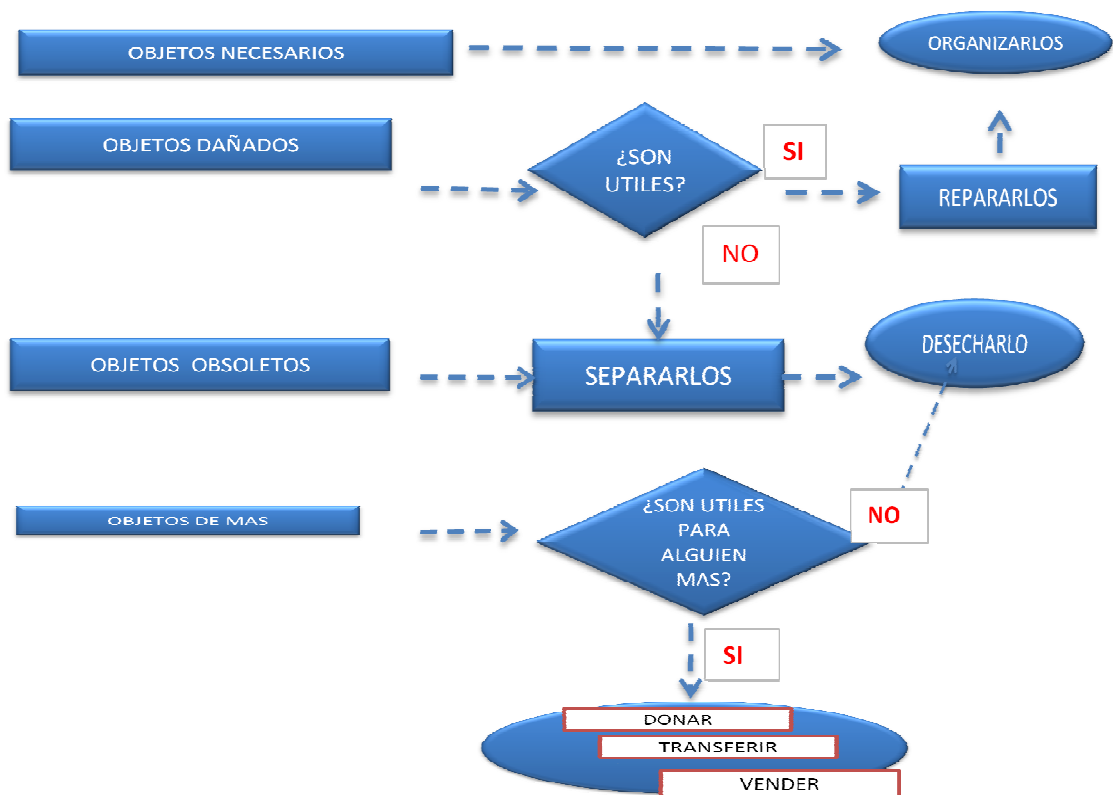 OBJETOS NECESARIOS
ORGANIZARLOS
OBJETOS DAÑADOS
¿SON
UTILES?
SI
REPARARLOS
NO
OBJETOS OBSOLETOS
SEPARARLOS
DESECHARLO
OBJETOS DE MAS
¿SON UTILES
PARA
ALGUIEN
MAS?
NO
SI
DONAR
TRANSFERIR
VENDER